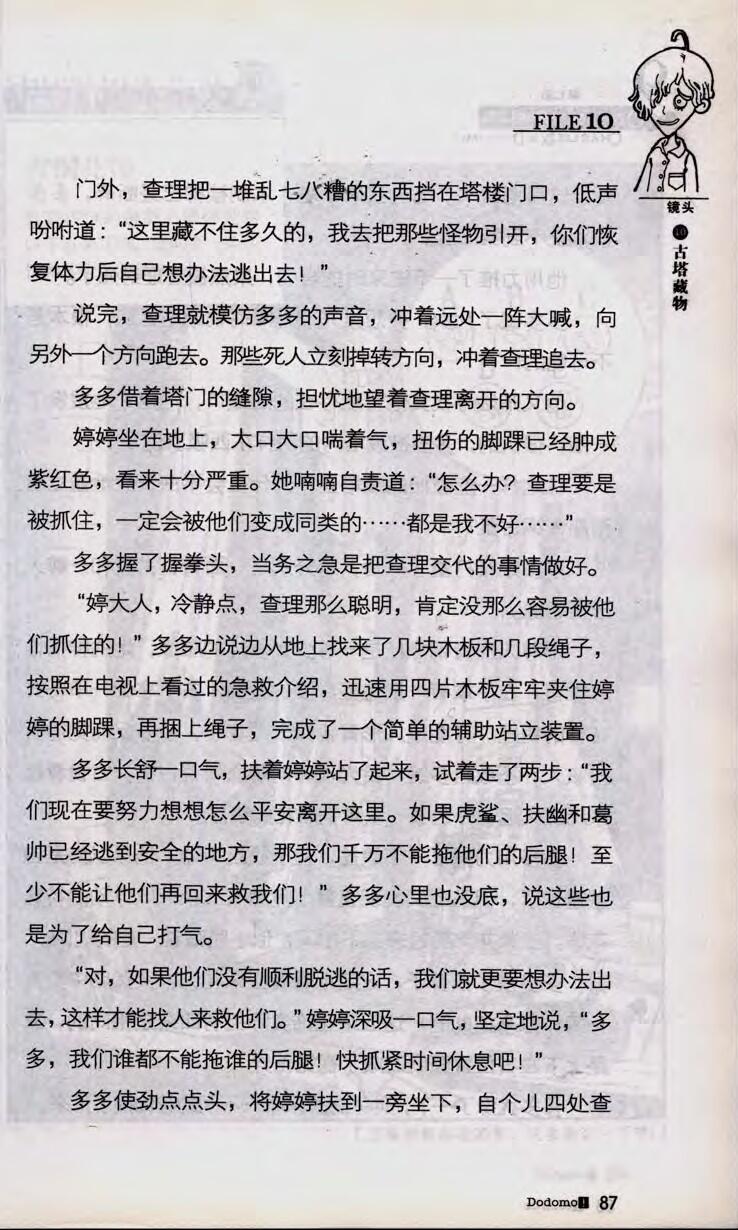 FILE 10
镜头
⑩古塔藏物
门外，查理把一堆乱七八糟的东西挡在塔楼门口，低声
吩咐道：“这里藏不住多久的，我去把那些怪物引开，你们恢
复体力后自己想办法逃出去！”
说完，查理就模仿多多的声音，冲着远处一阵大喊，向
另外一个方向跑去。那些死人立刻掉转方向，冲着查理追去。
多多借着塔门的缝隙，担忧地望着查理离开的方向。
婷婷坐在地上，大口大口喘着气，扭伤的脚踝已经肿成
紫红色，看来十分严重。她喃喃自责道：“怎么办？查理要是
被抓住，一定会被他们变成同类的……都是我不好……”
多多握了握拳头，当务之急是把查理交代的事情做好。
“婷大人，冷静点，查理那么聪明，肯定没那么容易被他
们抓住的！”多多边说边从地上找来了几块木板和几段绳子，
按照在电视上看过的急救介绍，迅速用四片木板牢牢夹住婷
婷的脚踝，再捆上绳子，完成了一个简单的辅助站立装置。
多多长舒一口气，扶着婷婷站了起来，试着走了两步：“我
们现在要努力想想怎么平安离开这里。如果虎鲨、扶幽和葛
帅已经逃到安全的地方，那我们千万不能拖他们的后腿！至
少不能让他们再回来救我们！”多多心里也没底，说这些也
是为了给自己打气。
“对，如果他们没有顺利脱逃的话，我们就更要想办法出
去，这样才能找人来救他们。”婷婷深吸一口气，坚定地说，“多
多，我们谁都不能拖谁的后腿！快抓紧时间休息吧！”
多多使劲点点头，将婷婷扶到一旁坐下，自个儿四处查
Dodomo! 87